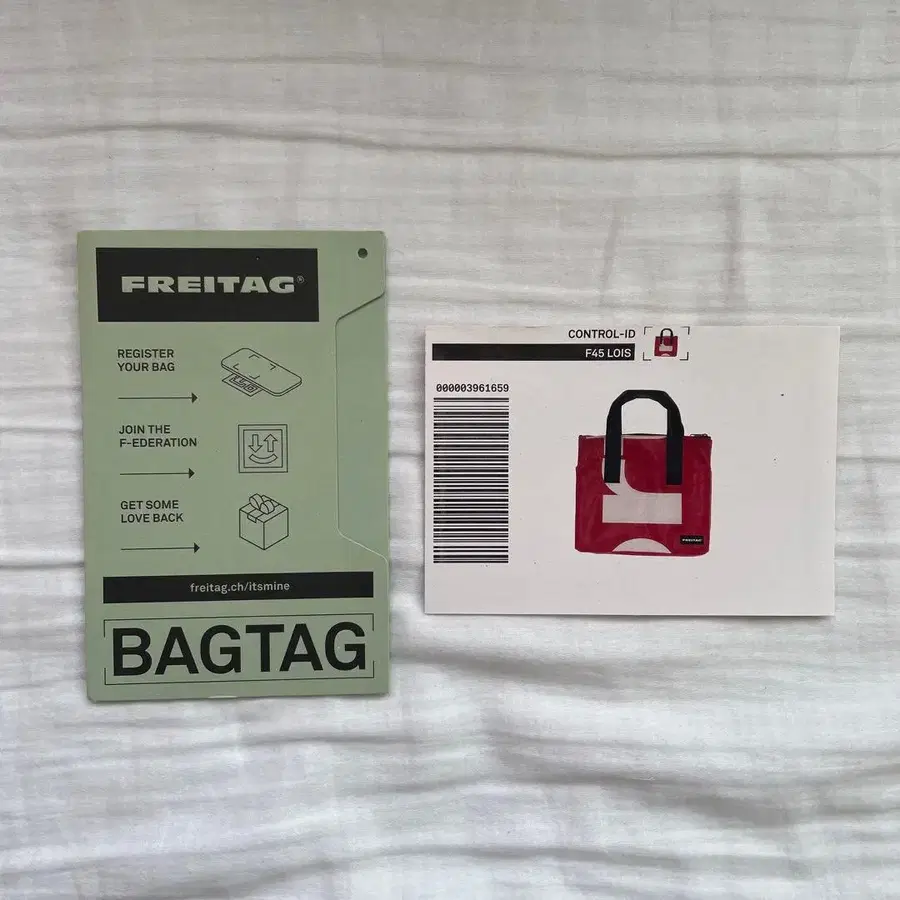 FREITAG®
REGISTER
YOUR BAG
JOIN THE
F-EDERATION
GET SOME
LOVE BACK
freitag.ch/itsmine
BAGTAG
CONTROL-ID
F45 LOIS
000003961659
FREITAG